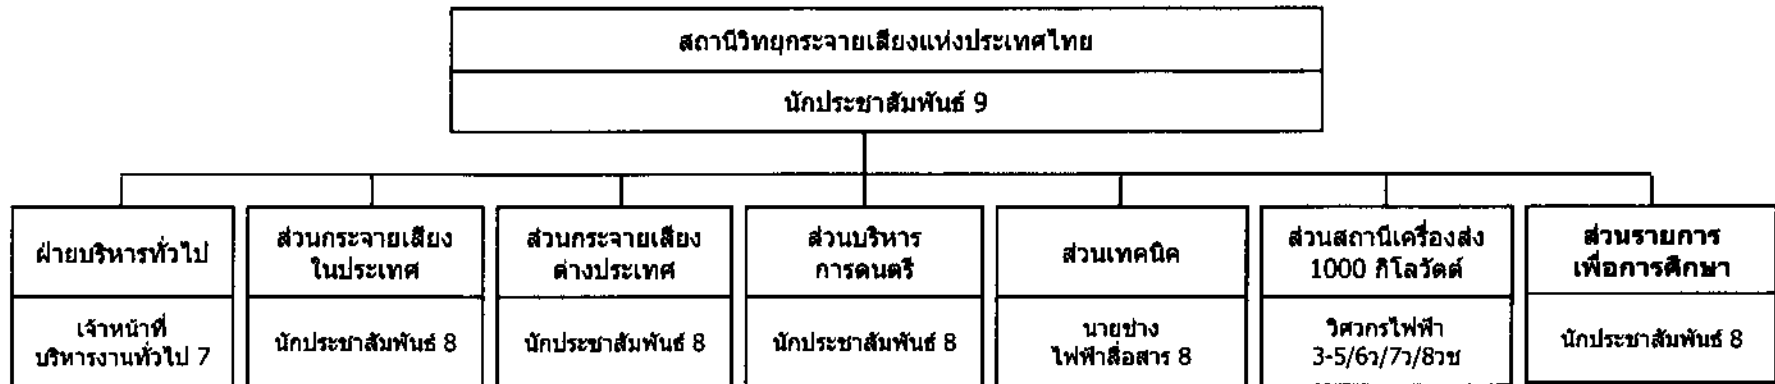 สถานีวิทยุกระจายเสียงแห่งประเทศไทย
นักประชาสัมพันธ์ 9
ฝ่ายบริหารทั่วไป
เจ้าหน้าที่
บริหารงานทั่วไป 7
ส่วนกระจายเสียง
ในประเทศ
นักประชาสัมพันธ์ 8
ส่วนกระจายเสียง
ต่างประเทศ
นักประชาสัมพันธ์ 8
ส่วนบริหาร
การดนตรี
นักประชาสัมพันธ์ 8
ส่วนเทคนิค
นายช่าง
ไฟฟ้าสื่อสาร 8
ส่วนสถานีเครื่องส่ง
1000 กิโลวัตต์
วิศวกรไฟฟ้า
3-5/6ว/7ว/8วช
ส่วนรายการ
เพื่อการศึกษา
นักประชาสัมพันธ์ 8